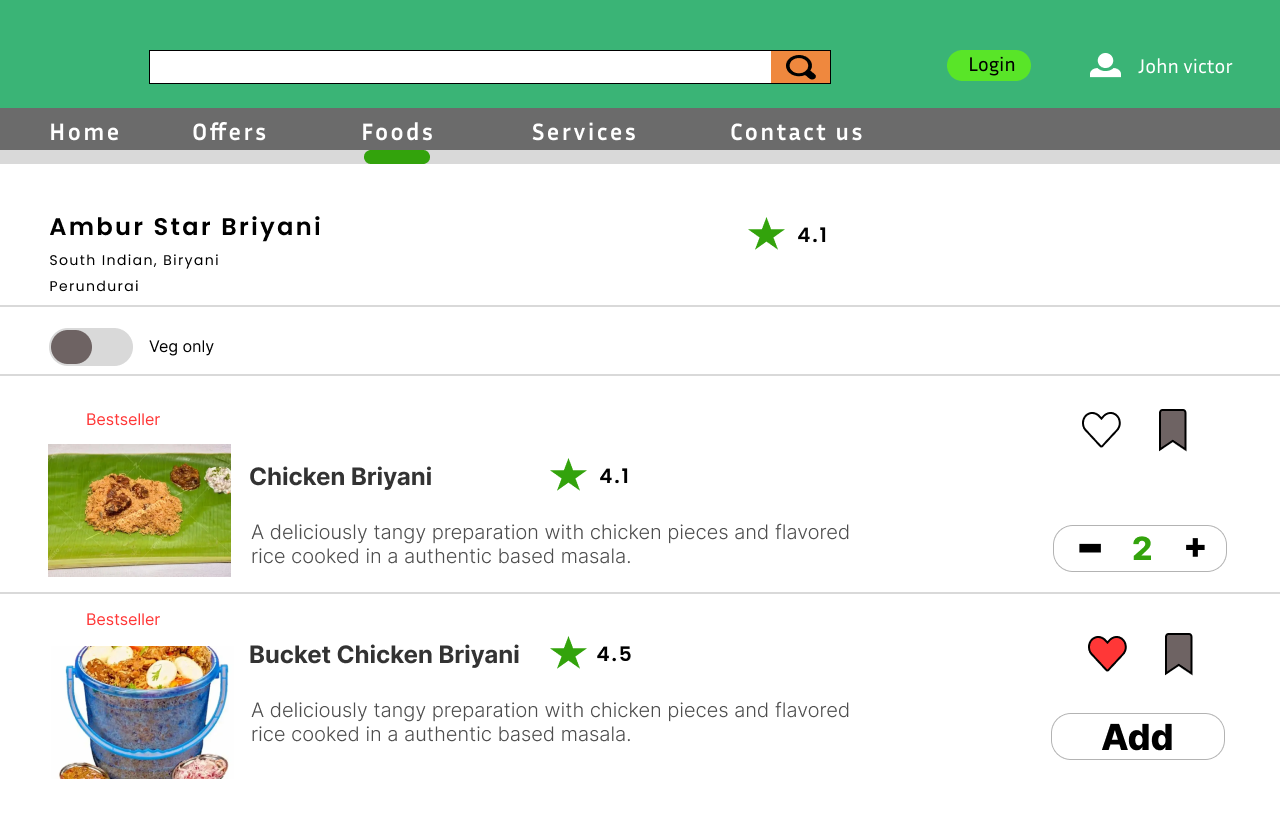 Login
John victor
Home
Offers
Foods
Services
Contact us
Ambur Star Briyani
4.1
South Indian, Biryani
Perundurai
Veg only
Bestseller
Chicken Briyani
4.1
A deliciously tangy preparation with chicken pieces and flavored
rice cooked in a authentic based masala.
2
Bestseller
Bucket Chicken Briyani
4.5
A deliciously tangy preparation with chicken pieces and flavored
rice cooked in a authentic based masala.
Add